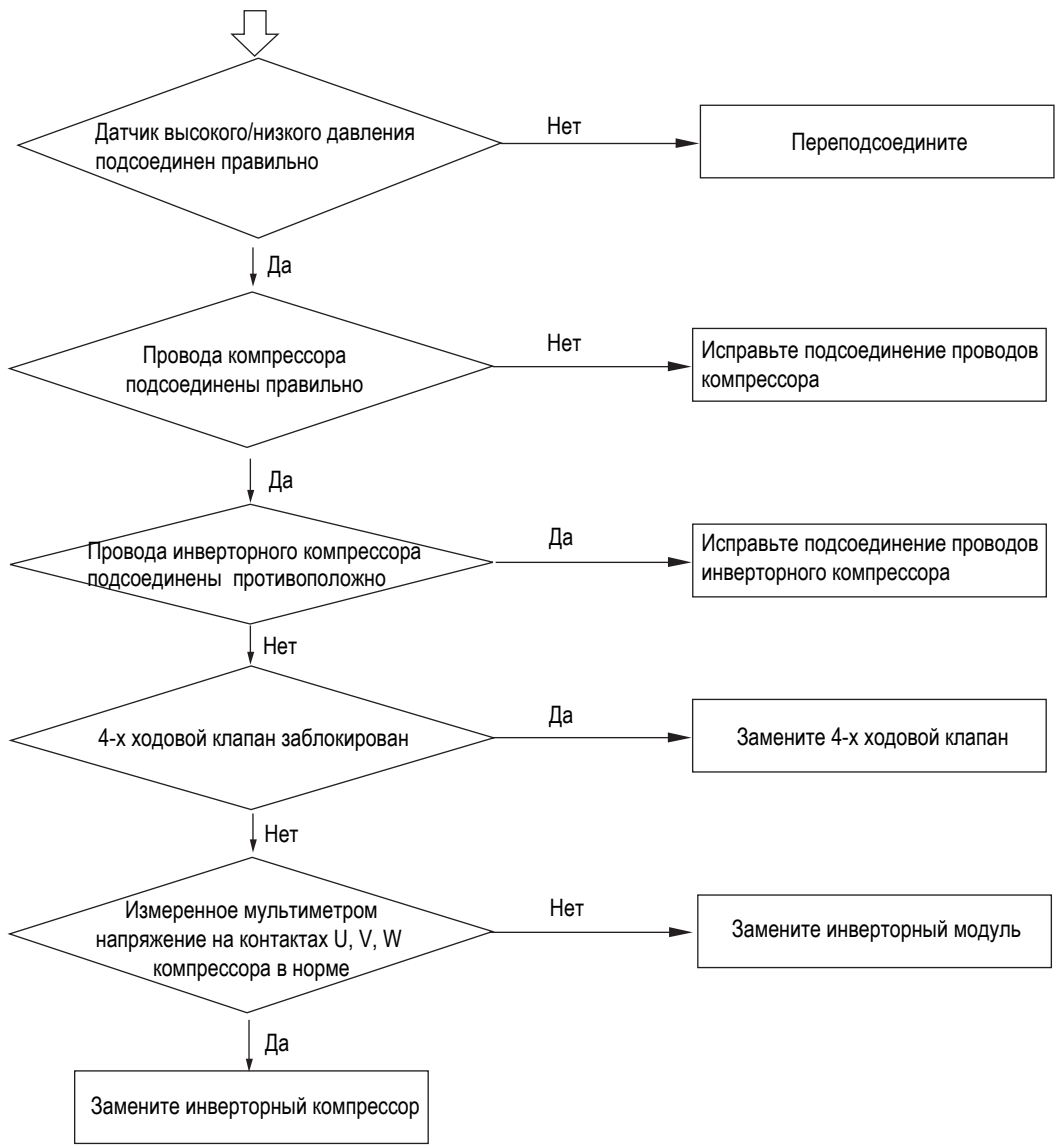 Датчик высокого/низкого давления
подсоединен правильно
Нет
Переподсоедините
Да
Провода компрессора
подсоединены правильно
Нет
Исправьте подсоединение проводов
компрессора
Да
Провода инверторного компрессора
подсоединены противоположно
Да
Исправьте подсоединение проводов
инверторного компрессора
Нет
4-х ходовой клапан заблокирован
Да
Замените 4-х ходовой клапан
Нет
Измеренное мультиметром
напряжение на контактах U, V, W
компрессора в норме
Нет
Замените инверторный модуль
Да
Замените инверторный компрессор